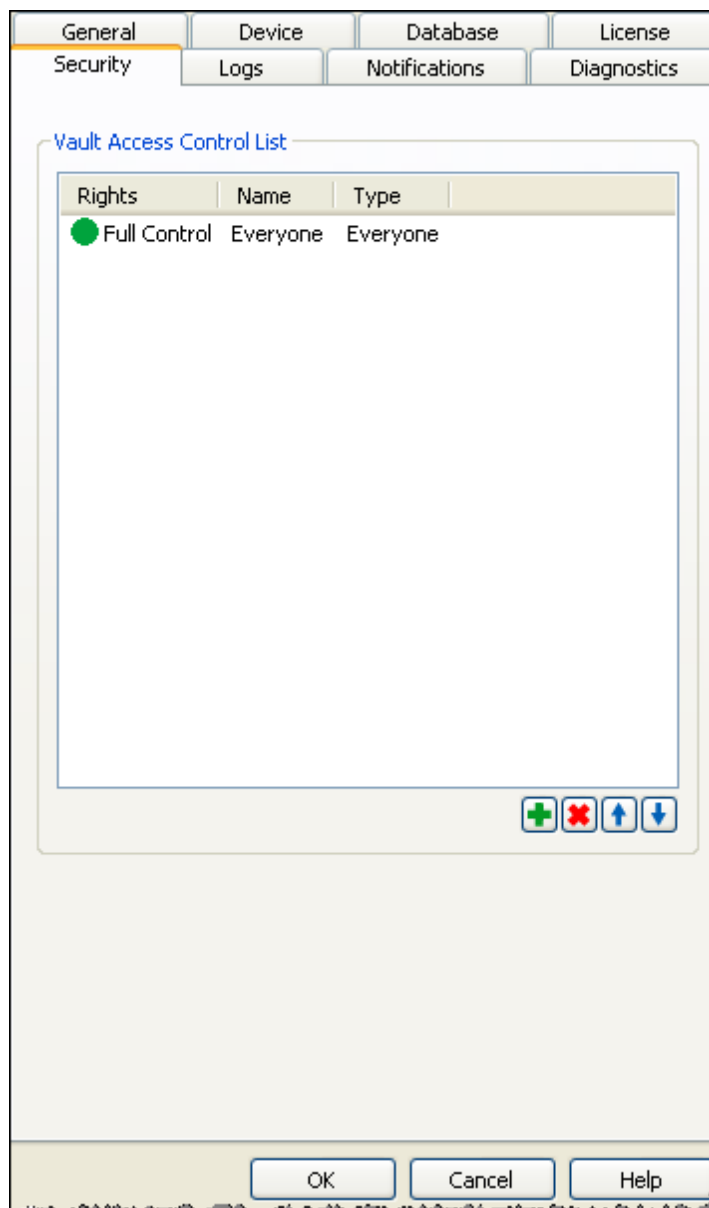 General Device Database License
Security Logs Notifications Diagnostics
Vault Access Control List
Rights Name Type
Full Control Everyone Everyone
OK Cancel Help